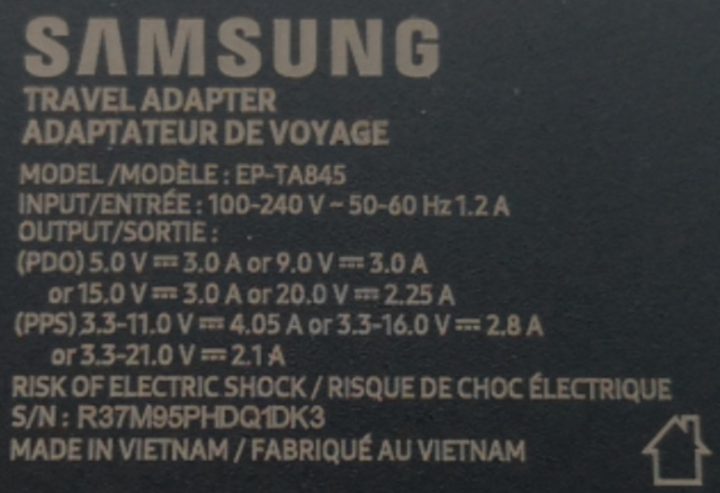 SAMSUNG
TRAVEL ADAPTER
ADAPTATEUR DE VOYAGE
MODEL /MODÈLE : EP-TA845
INPUT/ENTRÉE : 100-240 V ~ 50-60 Hz 1.2 A
OUTPUT/SORTIE :
(PDO) 5.0 V ⎓ 3.0 A or 9.0 V ⎓ 3.0 A
or 15.0 V ⎓ 3.0 A or 20.0 V ⎓ 2.25 A
(PPS) 3.3-11.0 V ⎓ 4.05 A or 3.3-16.0 V ⎓ 2.8 A
or 3.3-21.0 V ⎓ 2.1 A
RISK OF ELECTRIC SHOCK / RISQUE DE CHOC ÉLECTRIQUE
S/N : R37M95PHDQ1DK3
MADE IN VIETNAM / FABRIQUÉ AU VIETNAM